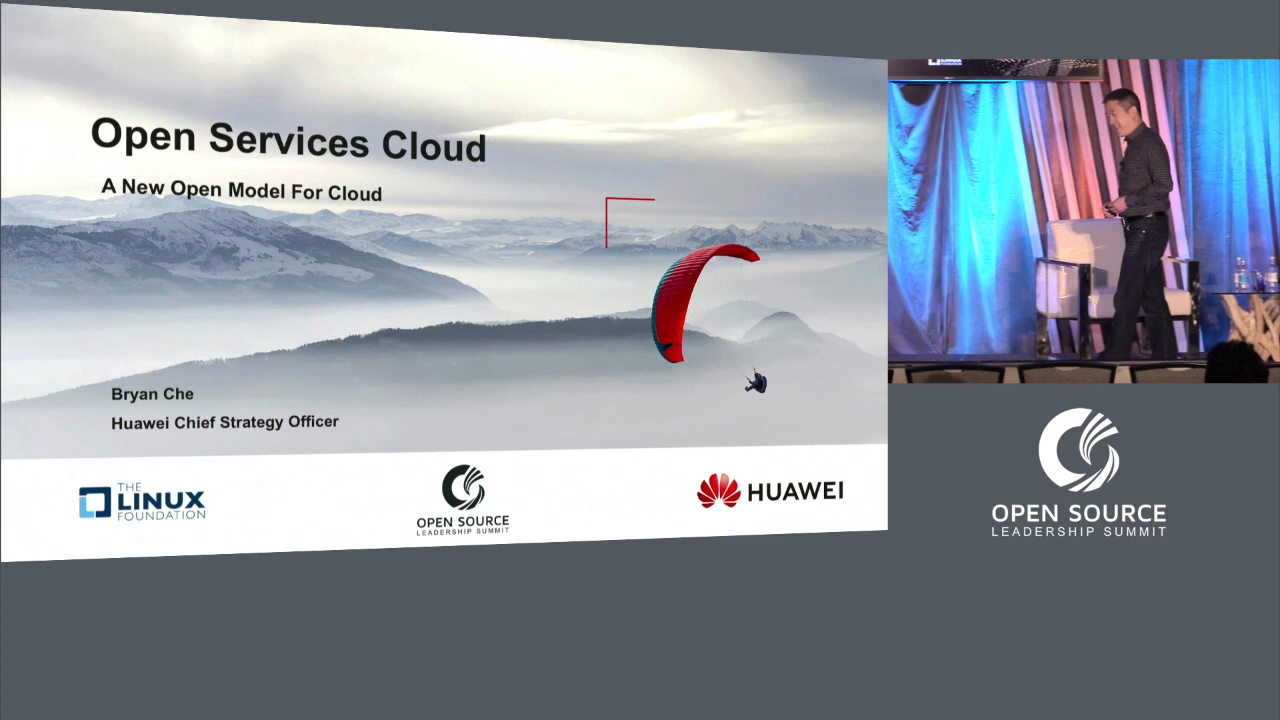 Open Services Cloud
A New Open Model For Cloud
Bryan Che
Huawei Chief Strategy Officer
THE
LINUX
FOUNDATION
OPEN SOURCE
LEADERSHIP SUMMIT
HUAWEI
OPEN SOURCE
LEADERSHIP SUMMIT